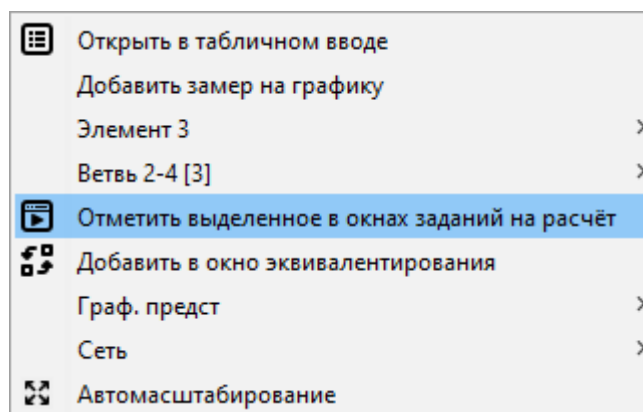 Открыть в табличном вводе
Добавить замер на графику
Элемент 3
Ветвь 2-4 [3]
Отметить выделенное в окнах заданий на расчёт
Добавить в окно эквивалентирования
Граф. предст
Сеть
Автомасштабирование